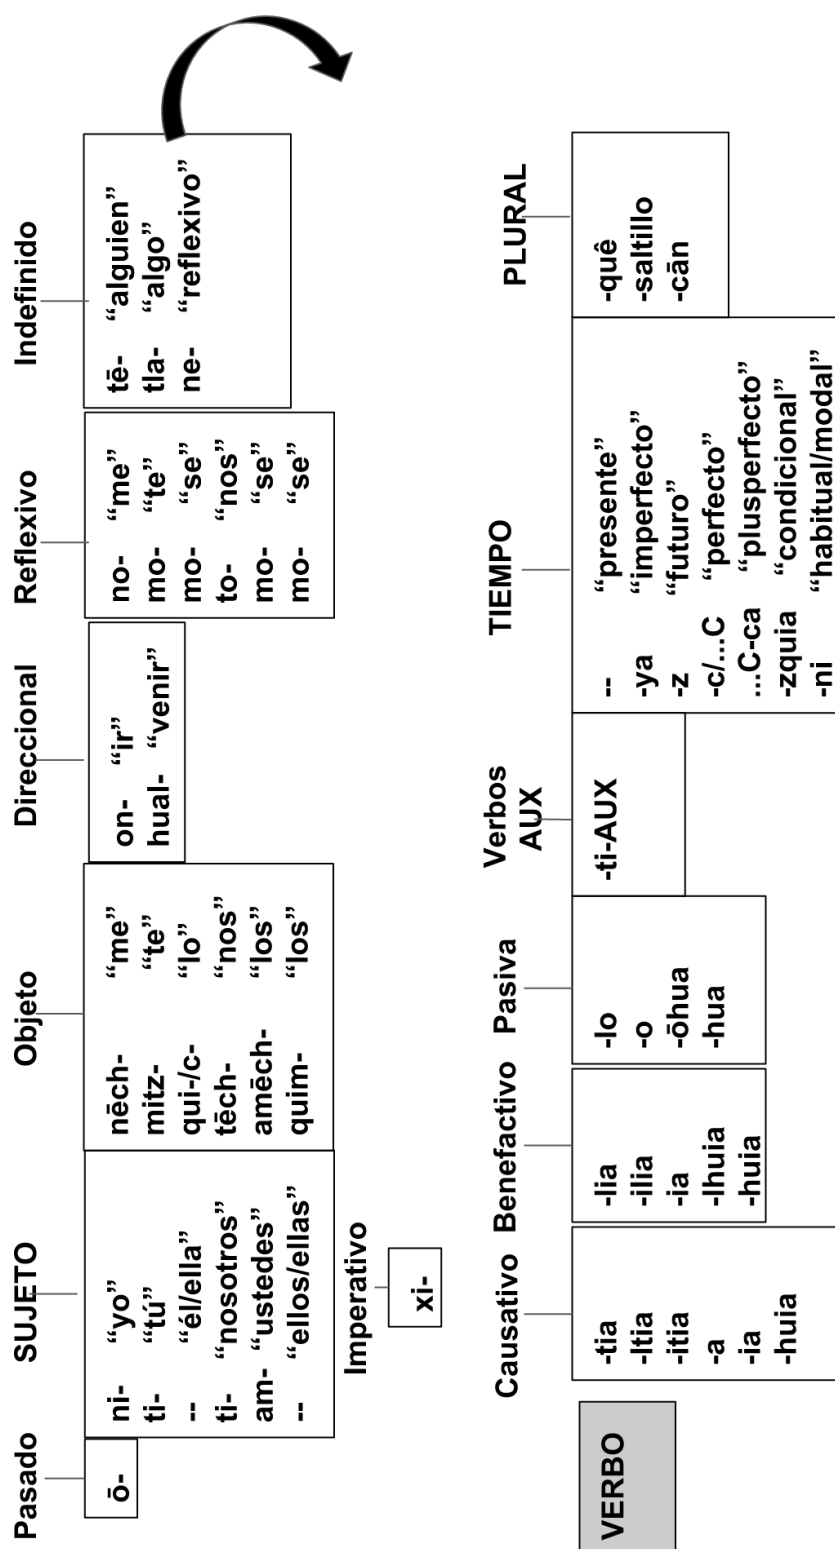 Pasado
ō-
SUJETO
ni- “yo”
ti- “tú”
-- “él/ella”
ti- “nosotros”
am- “ustedes”
-- “ellos/ellas”
Imperativo
xi-
Objeto
nēch- “me”
mitz- “te”
qui-/c- “lo”
tēch- “nos”
amēch- “los”
quim- “los”
Direccional
on- “ir”
hual- “venir”
Reflexivo
no- “me”
mo- “te”
mo- “se”
to- “nos”
mo- “se”
mo- “se”
Indefinido
tē- “alguien”
tla- “algo”
ne- “reflexivo”
VERBO
Causativo
-tia
-ltia
-itia
-a
-ia
-huia
Benefactivo
-lia
-ilia
-ia
-lhuia
-huia
Pasiva
-lo
-o
-ōhua
-hua
Verbos
AUX
-ti-AUX
TIEMPO
-- “presente”
-ya “imperfecto”
-z “futuro”
-c/...C “perfecto”
...C-ca “plusperfecto”
-zquia “condicional”
-ni “habitual/modal”
PLURAL
-quê
-saltillo
-cān